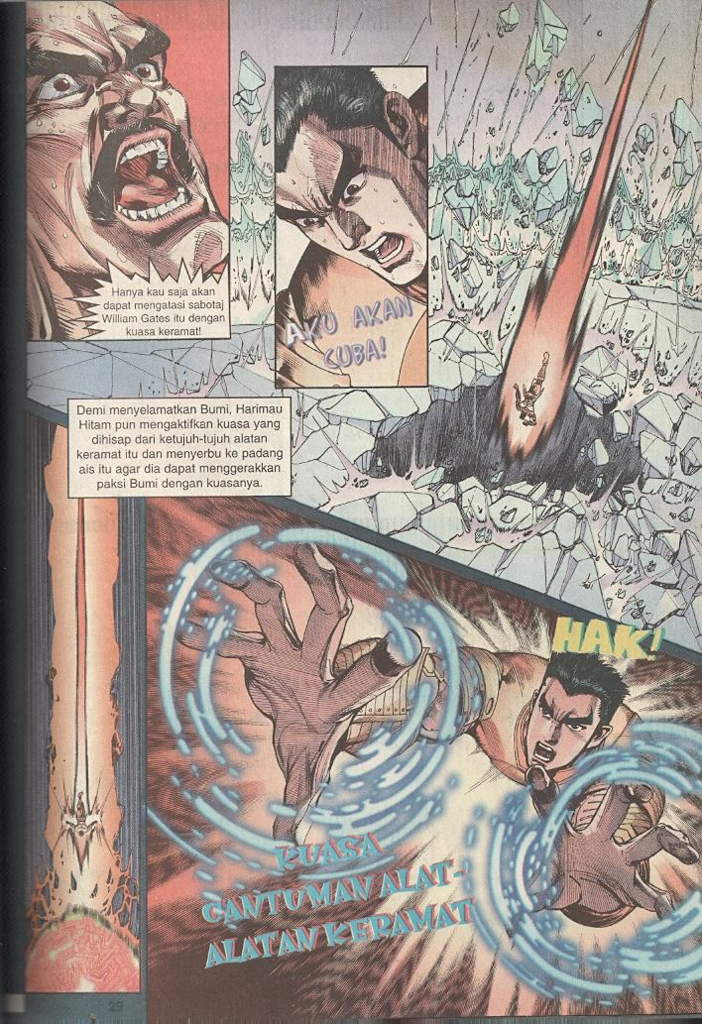 Hanya kau saja akan
dapat mengatasi sabotaj
William Gates itu dengan
kuasa keramat!
AKU AKAN
CUBA!
Demi menyelamatkan Bumi, Harimau
Hitam pun mengaktifkan kuasa yang
dihisap dari ketujuh-tujuh alatan
keramat itu dan menyerbu ke padang
ais itu agar dia dapat menggerakkan
paksi Bumi dengan kuasanya.
HAK!
KUASA
CANTUMAN ALAT-
ALATAN KERAMAT
29